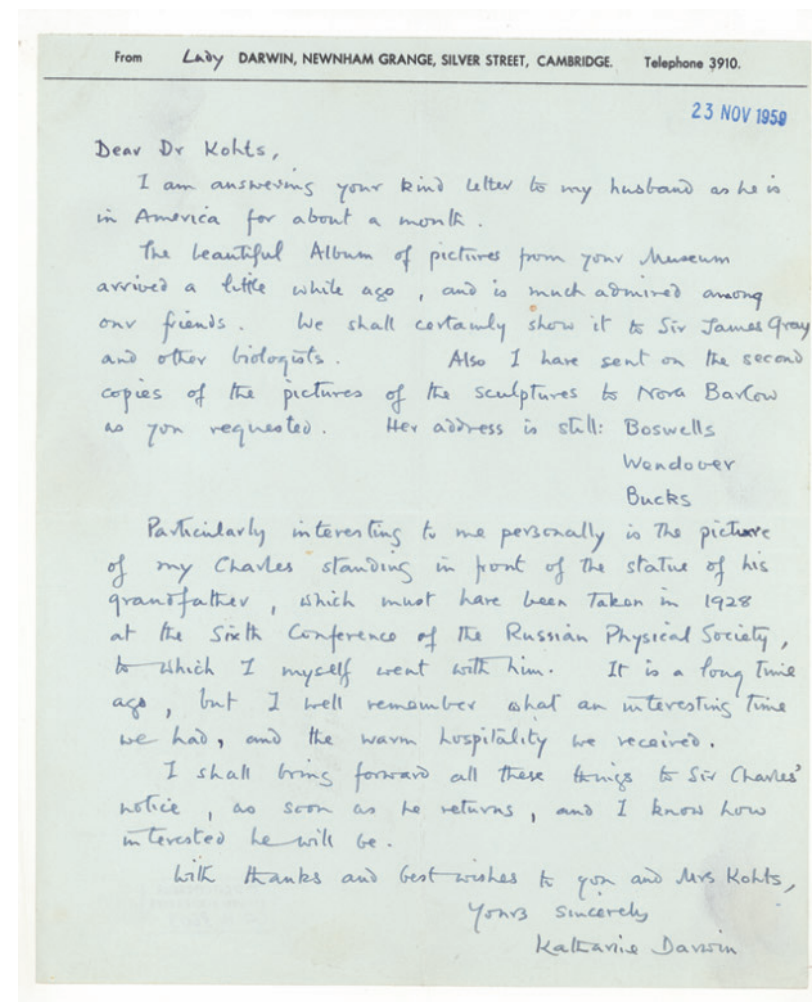 From Lady DARWIN, NEWNHAM GRANGE, SILVER STREET, CAMBRIDGE. Telephone 3910.
23 NOV 1959
Dear Dr Kohts,
I am answering your kind letter to my husband as he is
in America for about a month.
The beautiful Album of pictures from your Museum
arrived a little while ago, and is much admired among
our friends. We shall certainly show it to Sir James Gray
and other biologists. Also I have sent on the second
copies of the pictures of the sculptures to Nora Barlow
as you requested. Her address is still: Boswells
Wendover
Bucks
Particularly interesting to me personally is the picture
of my Charles standing in front of the statue of his
grandfather, which must have been taken in 1928
at the Sixth Conference of the Russian Physical Society,
to which I myself went with him. It is a long time
ago, but I well remember what an interesting time
we had, and the warm hospitality we received.
I shall bring forward all these things to Sir Charles'
notice, as soon as he returns, and I know how
interested he will be.
With thanks and best wishes to you and Mrs Kohts,
Yours sincerely
Katharine Darwin